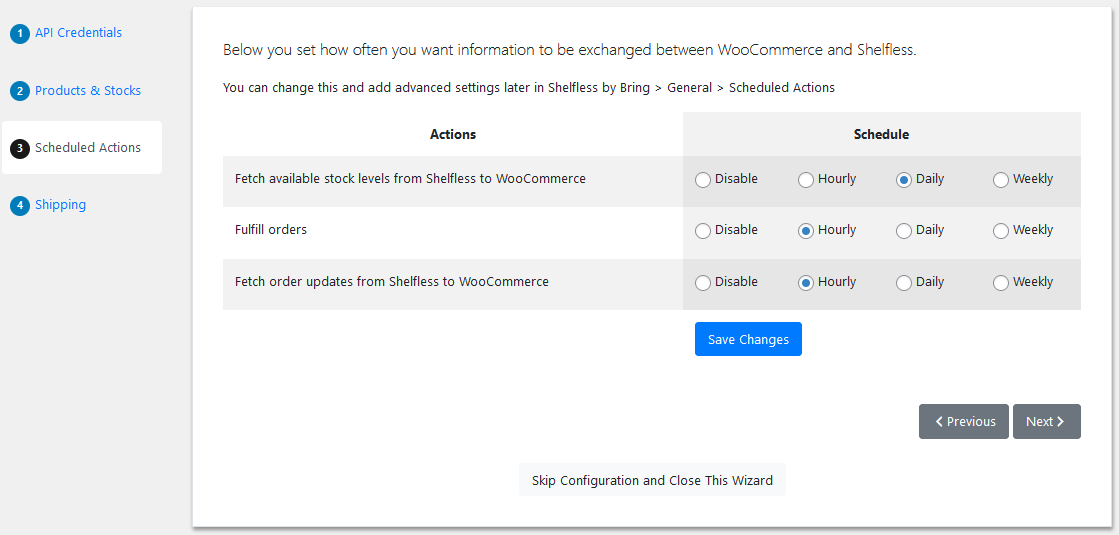 1 API Credentials
2 Products & Stocks
3 Scheduled Actions
4 Shipping
Below you set how often you want information to be exchanged between WooCommerce and Shelfless.
You can change this and add advanced settings later in Shelfless by Bring > General > Scheduled Actions
Actions Schedule
Fetch available stock levels from Shelfless to WooCommerce Disable Hourly Daily Weekly
Fulfill orders Disable Hourly Daily Weekly
Fetch order updates from Shelfless to WooCommerce Disable Hourly Daily Weekly
Save Changes
Previous Next
Skip Configuration and Close This Wizard